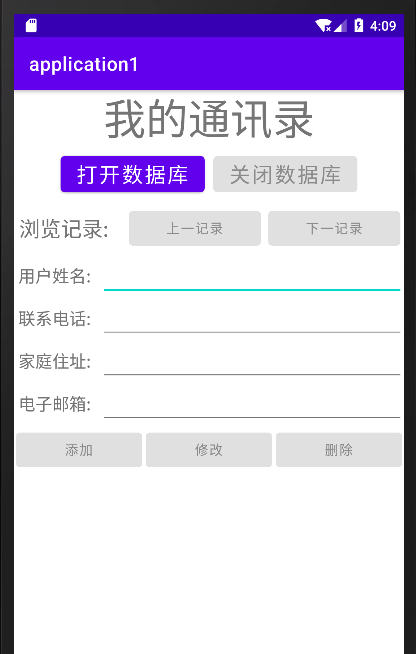 4:09
application1
我的通讯录
打开数据库 关闭数据库
浏览记录: 上一记录 下一记录
用户姓名:
联系电话:
家庭住址:
电子邮箱:
添加 修改 删除